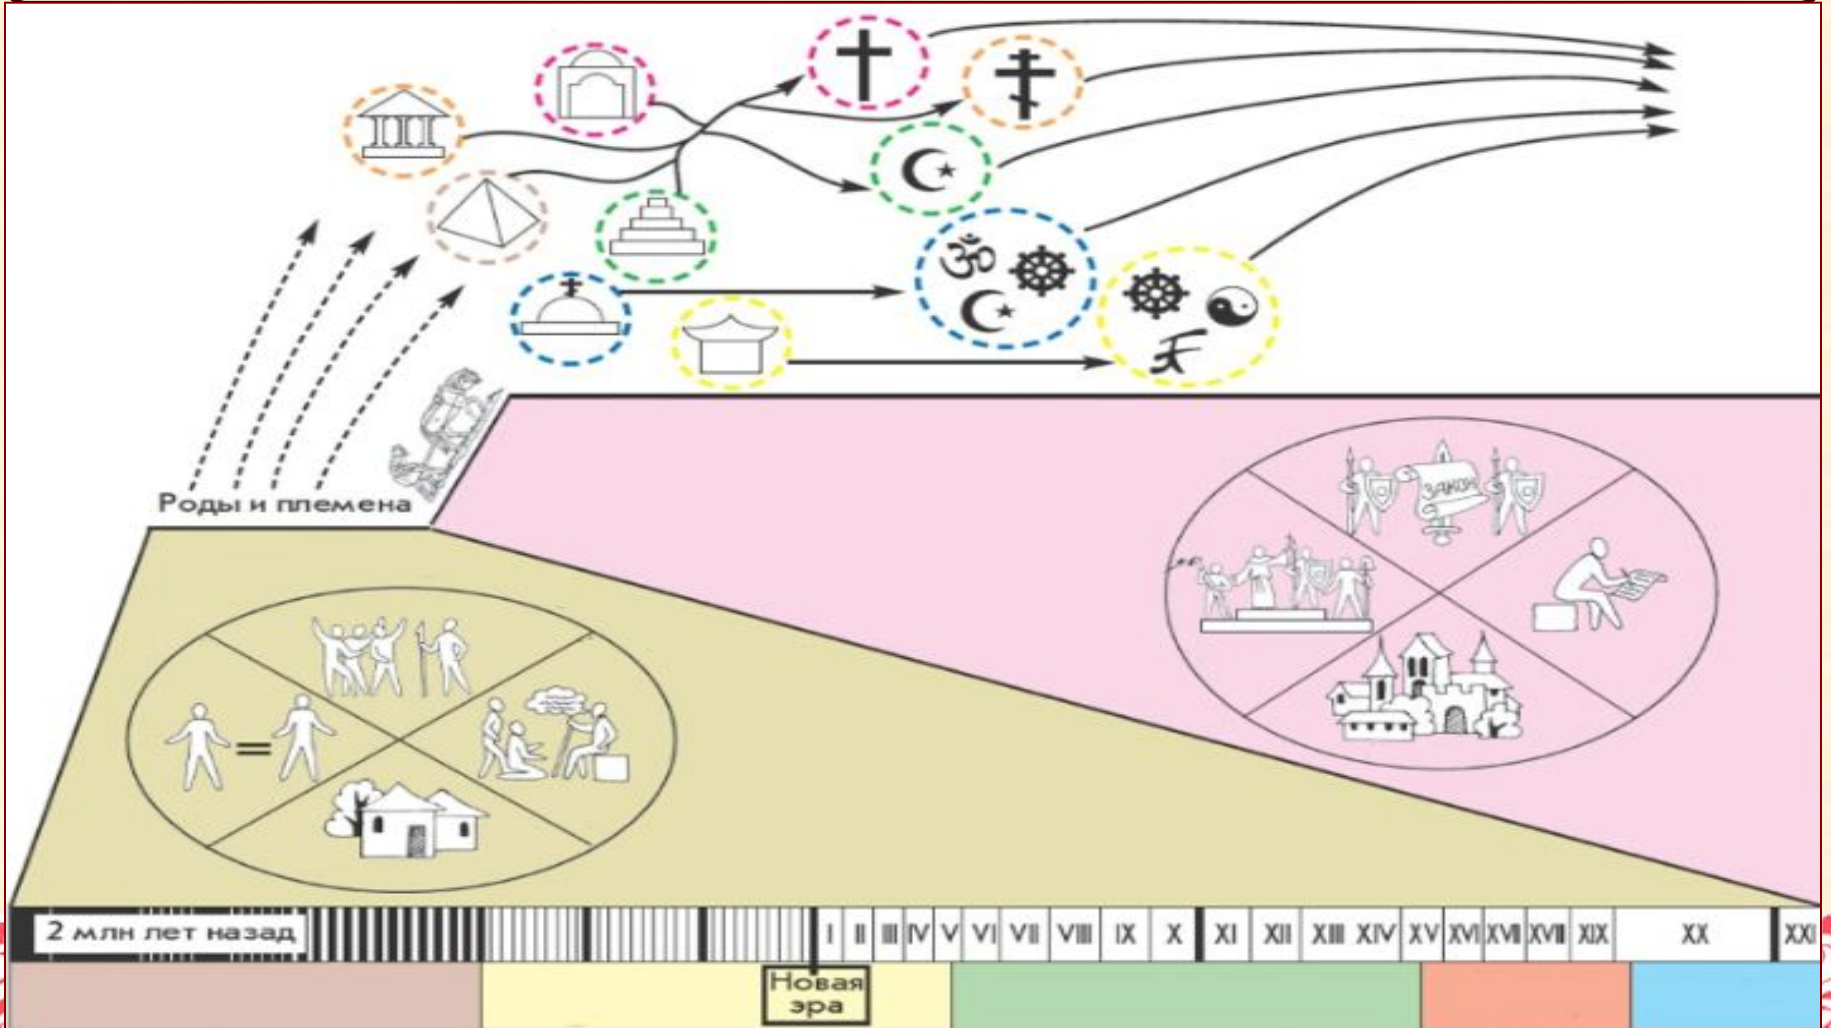 Роды и племена
ЗАКОН
2 млн лет назад
I II III IV V VI VII VIII IX X XI XII XIII XIV XV XVI XVII XVII XIX XX XXI
Новая
эра